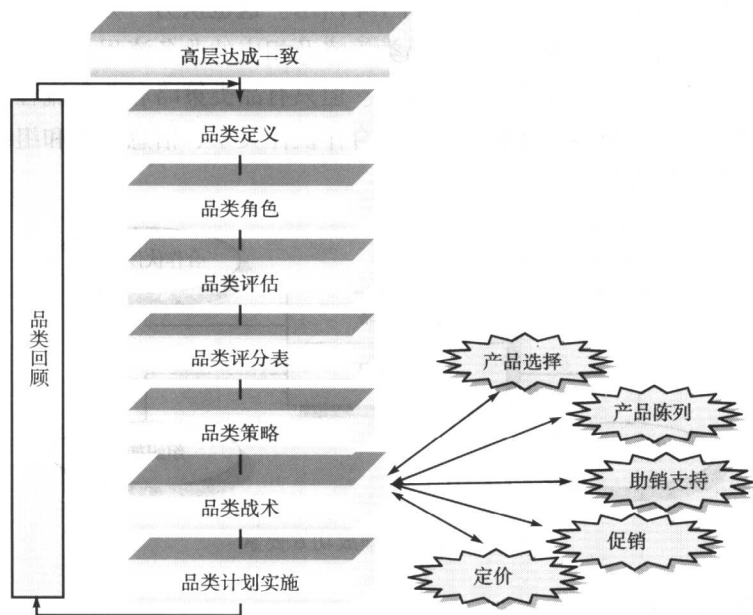 高层达成一致
品类定义
品类角色
品类评估
品类评分表
品类策略
品类战术
品类计划实施
品类回顾
产品选择
产品陈列
助销支持
促销
定价